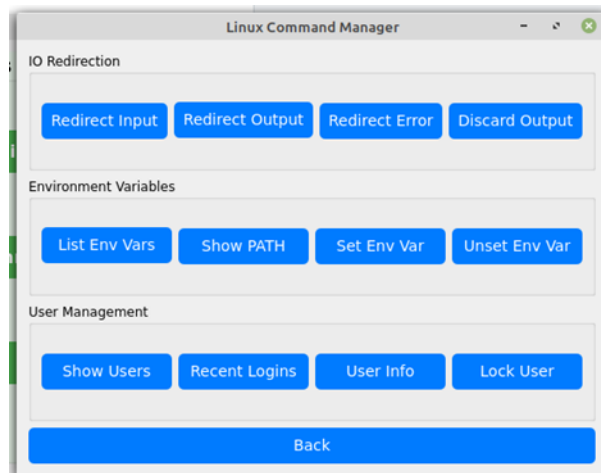 Linux Command Manager
IO Redirection
Redirect Input Redirect Output Redirect Error Discard Output
Environment Variables
List Env Vars Show PATH Set Env Var Unset Env Var
User Management
Show Users Recent Logins User Info Lock User
Back